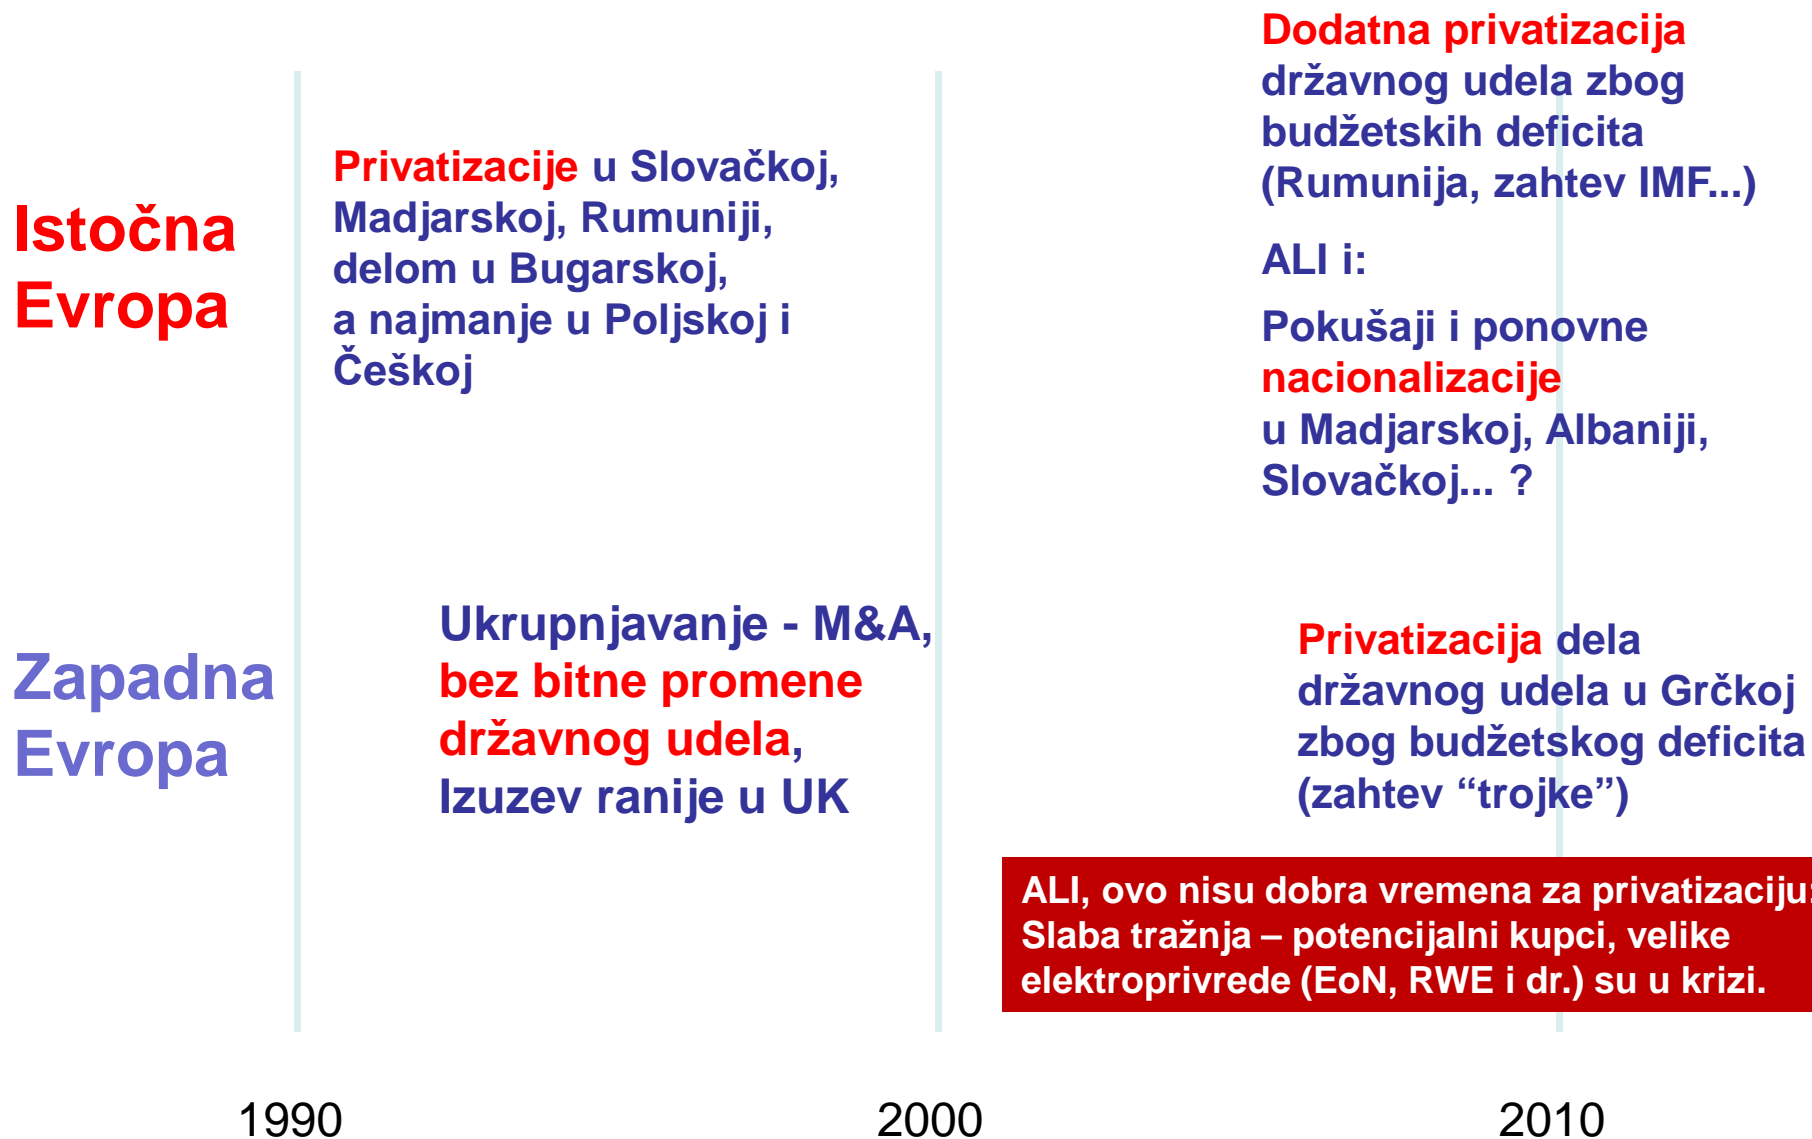 Istočna
Evropa
Privatizacije u Slovačkoj,
Madjarskoj, Rumuniji,
delom u Bugarskoj,
a najmanje u Poljskoj i
Češkoj
Dodatna privatizacija
državnog udela zbog
budžetskih deficita
(Rumunija, zahtev IMF...)
ALI i:
Pokušaji i ponovne
nacionalizacije
u Madjarskoj, Albaniji,
Slovačkoj... ?
Zapadna
Evropa
Ukrupnjavanje - M&A,
bez bitne promene
državnog udela,
Izuzev ranije u UK
Privatizacija dela
državnog udela u Grčkoj
zbog budžetskog deficita
(zahtev “trojke”)
ALI, ovo nisu dobra vremena za privatizaciju:
Slaba tražnja – potencijalni kupci, velike
elektroprivrede (EoN, RWE i dr.) su u krizi.
1990
2000
2010